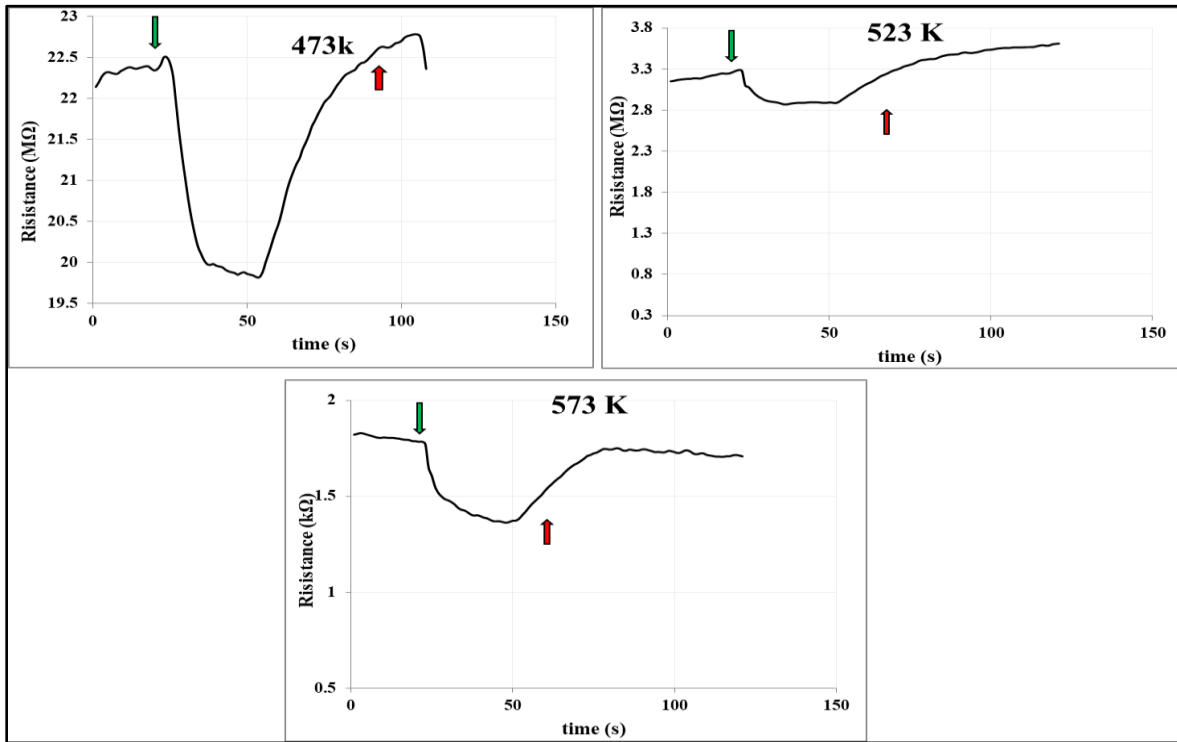 473k
Risistance (MΩ)
23
22.5
22
21.5
21
20.5
20
19.5
0 50 100 150
time (s)
523 K
Risistance (MΩ)
3.8
3.3
2.8
2.3
1.8
1.3
0.8
0.3
0 50 100 150
time (s)
573 K
Risistance (kΩ)
2
1.5
1
0.5
0 50 100 150
time (s)